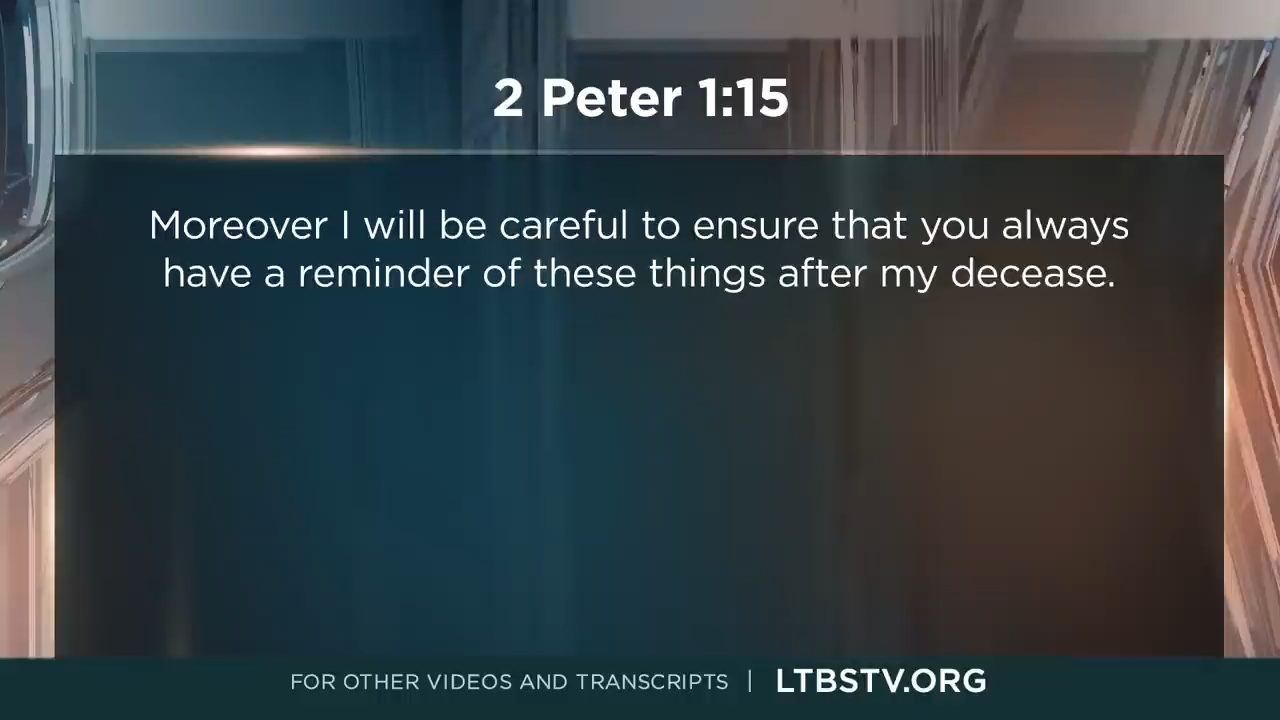 2 Peter 1:15
Moreover I will be careful to ensure that you always
have a reminder of these things after my decease.
FOR OTHER VIDEOS AND TRANSCRIPTS | LTBSTV.ORG